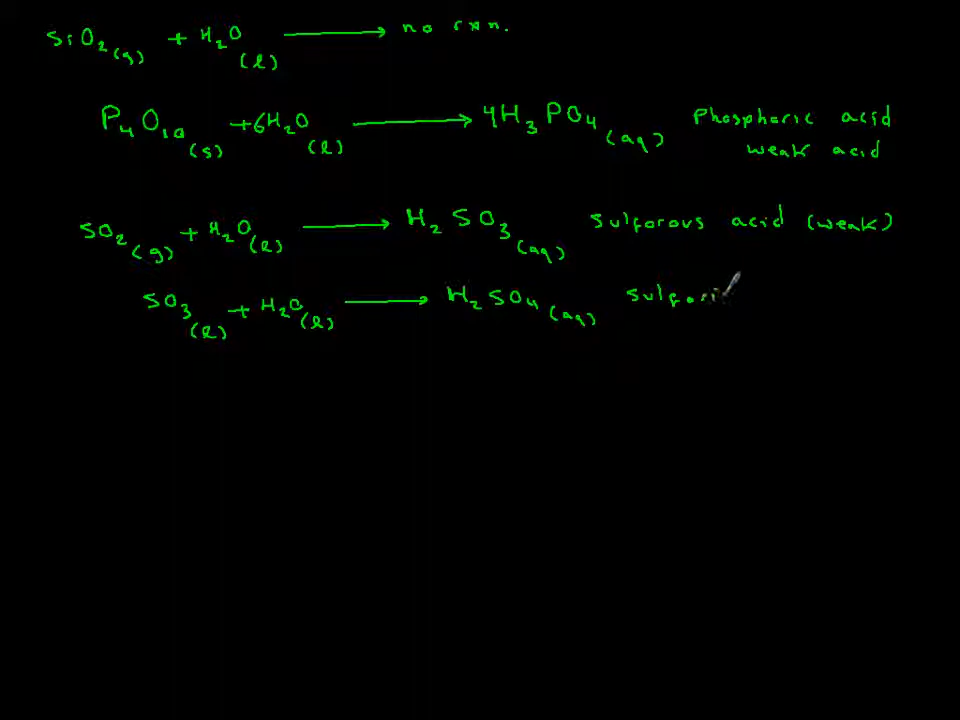 SiO₂(g) + H₂O(l) ⟶ no rxn.
P₄O₁₀(s) + 6H₂O(l) ⟶ 4H₃PO₄(aq) Phosphoric acid
weak acid
SO₂(g) + H₂O(l) ⟶ H₂SO₃(aq) sulforous acid (weak)
SO₃(l) + H₂O(l) ⟶ H₂SO₄(aq)